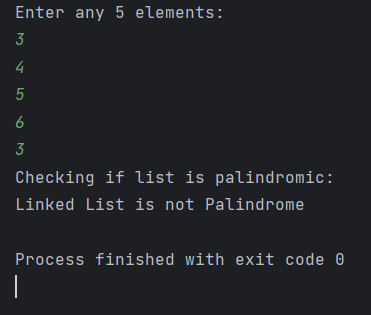 Enter any 5 elements:
3
4
5
6
3
Checking if list is palindromic:
Linked List is not Palindrome
Process finished with exit code 0